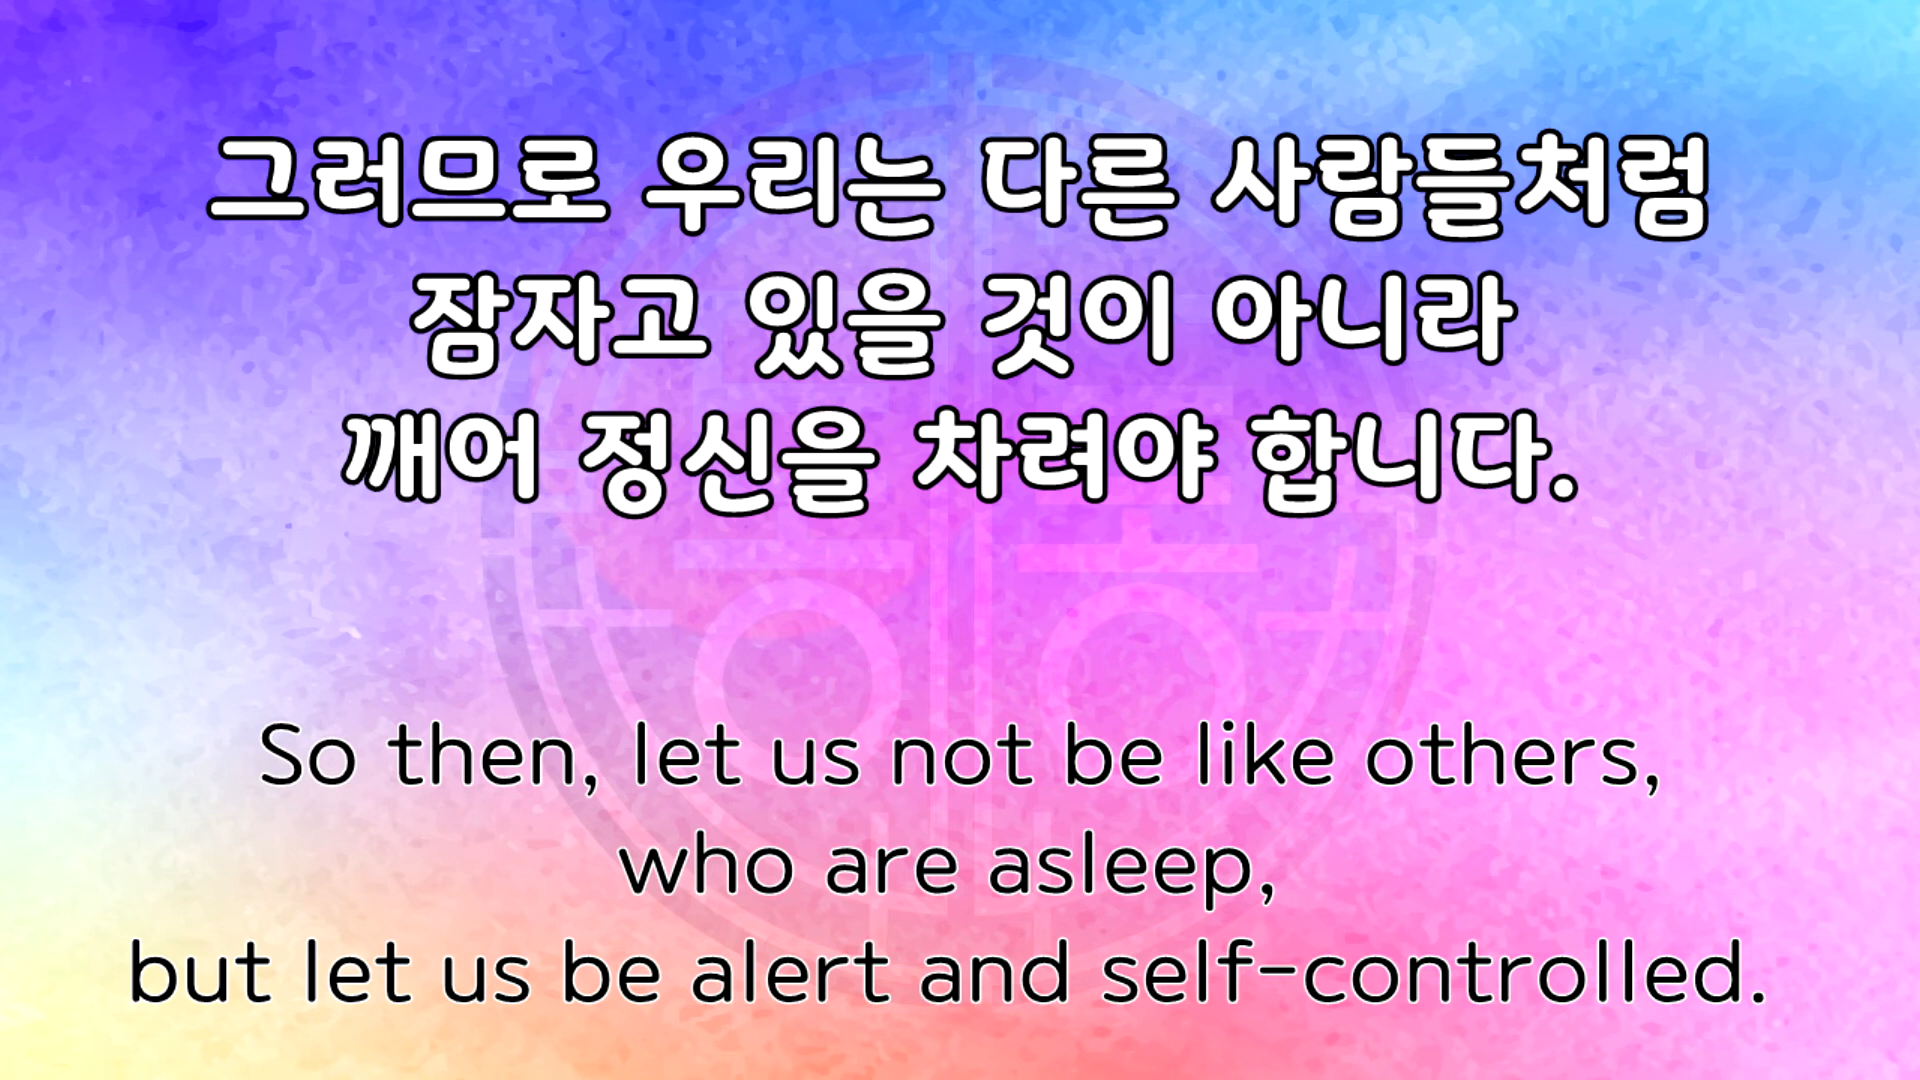 그러므로 우리는 다른 사람들처럼
잠자고 있을 것이 아니라
깨어 정신을 차려야 합니다.
So then, let us not be like others,
who are asleep,
but let us be alert and self-controlled.